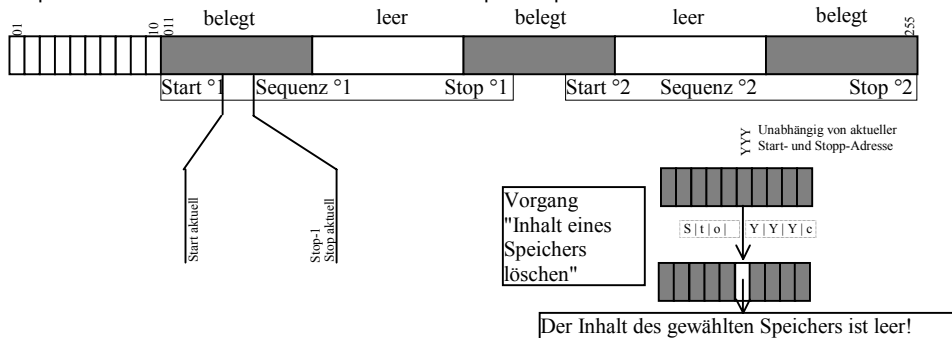 belegt leer belegt leer belegt
01 10 011 255
Start °1 Sequenz °1 Stop °1 Start °2 Sequenz °2 Stop °2
Start aktuell
Stop-1
Stop aktuell
YYY Unabhängig von aktueller
Start- und Stopp-Adresse
Vorgang
"Inhalt eines
Speichers
löschen"
S | t | o | Y | Y | Y | c
Der Inhalt des gewählten Speichers ist leer!